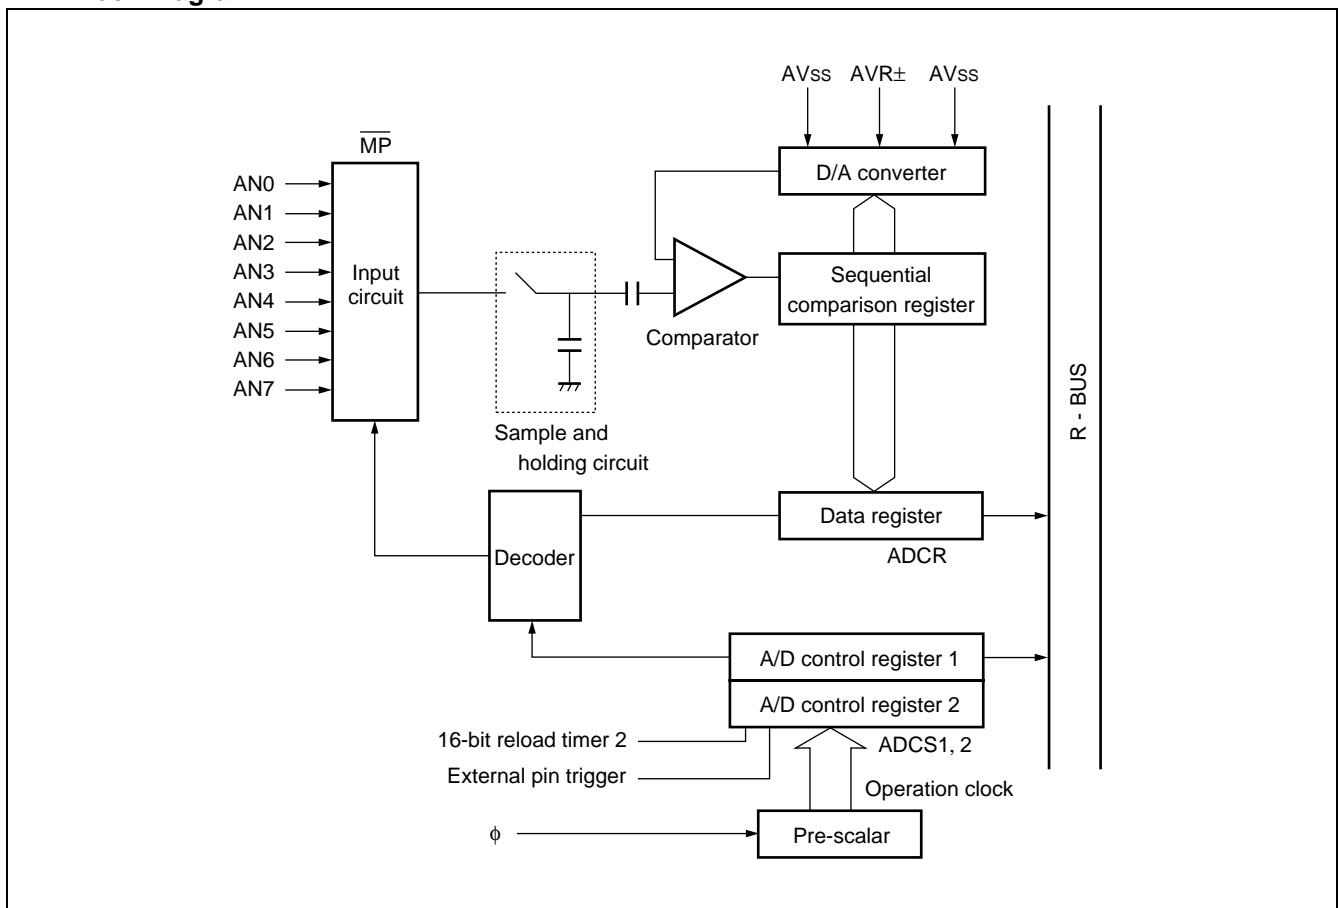 AVss AVR± AVss
MP
D/A converter
AN0
AN1
AN2
AN3
AN4
AN5
AN6
AN7
Input
circuit
Sequential
comparison register
Comparator
R - BUS
Sample and
holding circuit
Data register
ADCR
Decoder
A/D control register 1
A/D control register 2
16-bit reload timer 2
ADCS1, 2
External pin trigger
Operation clock
ϕ
Pre-scalar